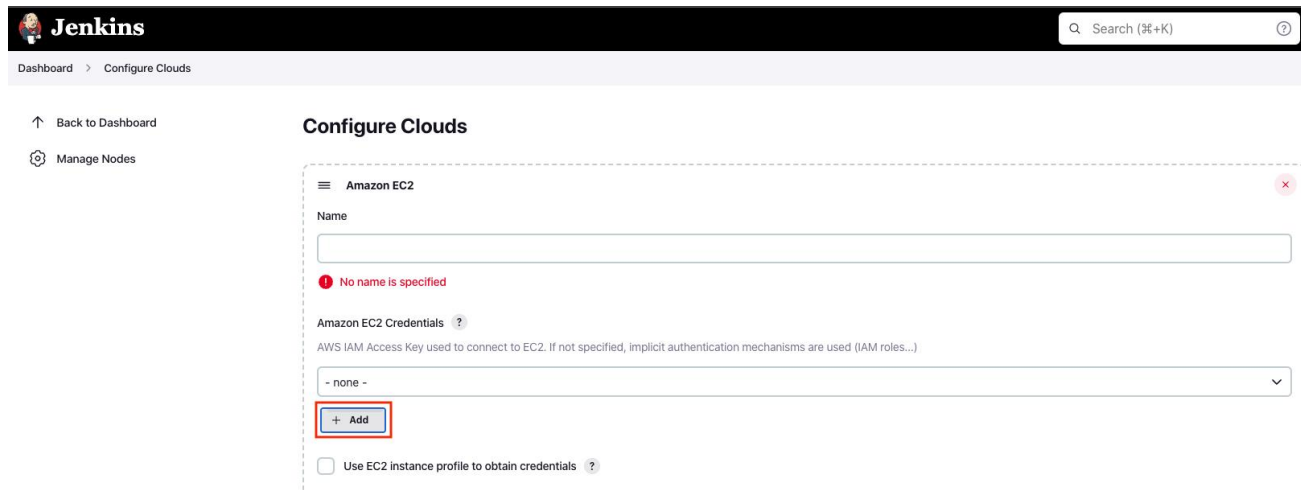 Jenkins
Search (⌘+K)
?
Dashboard > Configure Clouds
Back to Dashboard
Manage Nodes
Configure Clouds
Amazon EC2
Name
! No name is specified
Amazon EC2 Credentials ?
AWS IAM Access Key used to connect to EC2. If not specified, implicit authentication mechanisms are used (IAM roles...)
- none -
+ Add
Use EC2 instance profile to obtain credentials ?